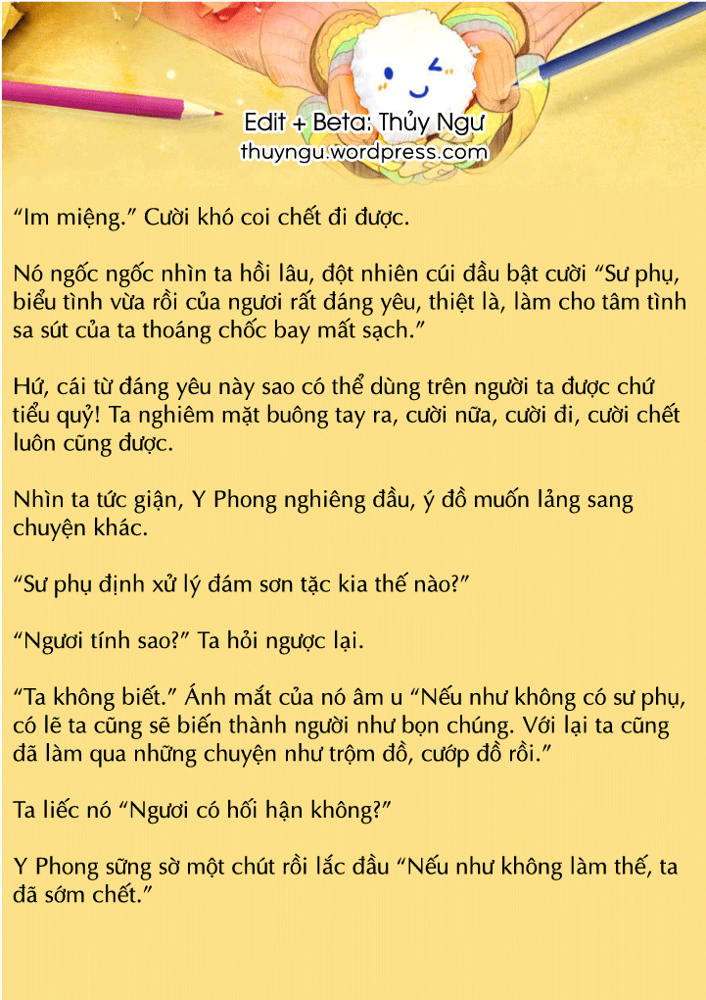 Edit + Beta: Thủy Ngư
thuyngu.wordpress.com
“Im miệng.” Cười khó coi chết đi được.
Nó ngốc ngốc nhìn ta hồi lâu, đột nhiên cúi đầu bật cười “Sư phụ,
biểu tình vừa rồi của ngươi rất đáng yêu, thiệt là, làm cho tâm tình
sa sút của ta thoáng chốc bay mất sạch.”
Hứ, cái từ đáng yêu này sao có thể dùng trên người ta được chứ
tiểu quỷ! Ta nghiêm mặt buông tay ra, cười nữa, cười đi, cười chết
luôn cũng được.
Nhìn ta tức giận, Y Phong nghiêng đầu, ý đồ muốn lảng sang
chuyện khác.
“Sư phụ định xử lý đám sơn tặc kia thế nào?”
“Ngươi tính sao?” Ta hỏi ngược lại.
“Ta không biết.” Ánh mắt của nó âm u “Nếu như không có sư phụ,
có lẽ ta cũng sẽ biến thành người như bọn chúng. Với lại ta cũng
đã làm qua những chuyện như trộm đồ, cướp đồ rồi.”
Ta liếc nó “Ngươi có hối hận không?”
Y Phong sững sờ một chút rồi lắc đầu “Nếu như không làm thế, ta
đã sớm chết.”